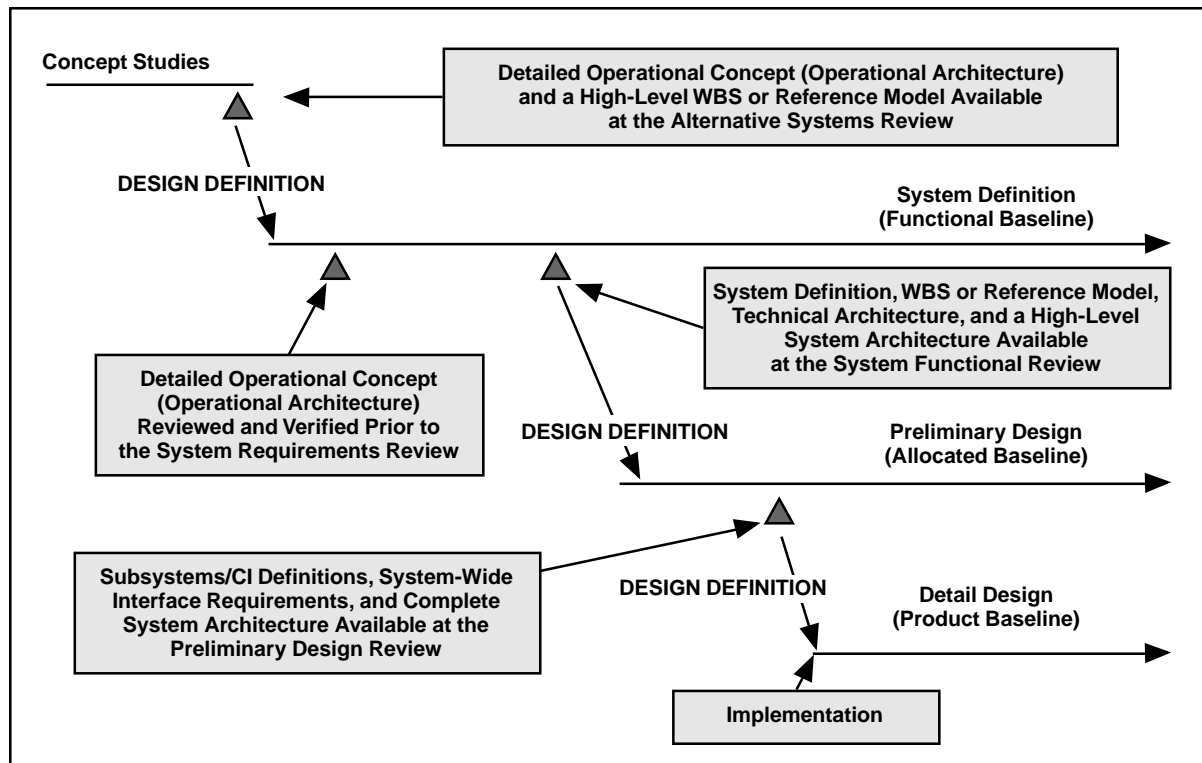 Concept Studies
Detailed Operational Concept (Operational Architecture)
and a High-Level WBS or Reference Model Available
at the Alternative Systems Review
DESIGN DEFINITION
System Definition
(Functional Baseline)
System Definition, WBS or Reference Model,
Technical Architecture, and a High-Level
System Architecture Available
at the System Functional Review
Detailed Operational Concept
(Operational Architecture)
Reviewed and Verified Prior to
the System Requirements Review
DESIGN DEFINITION
Preliminary Design
(Allocated Baseline)
Subsystems/CI Definitions, System-Wide
Interface Requirements, and Complete
System Architecture Available at the
Preliminary Design Review
DESIGN DEFINITION
Detail Design
(Product Baseline)
Implementation